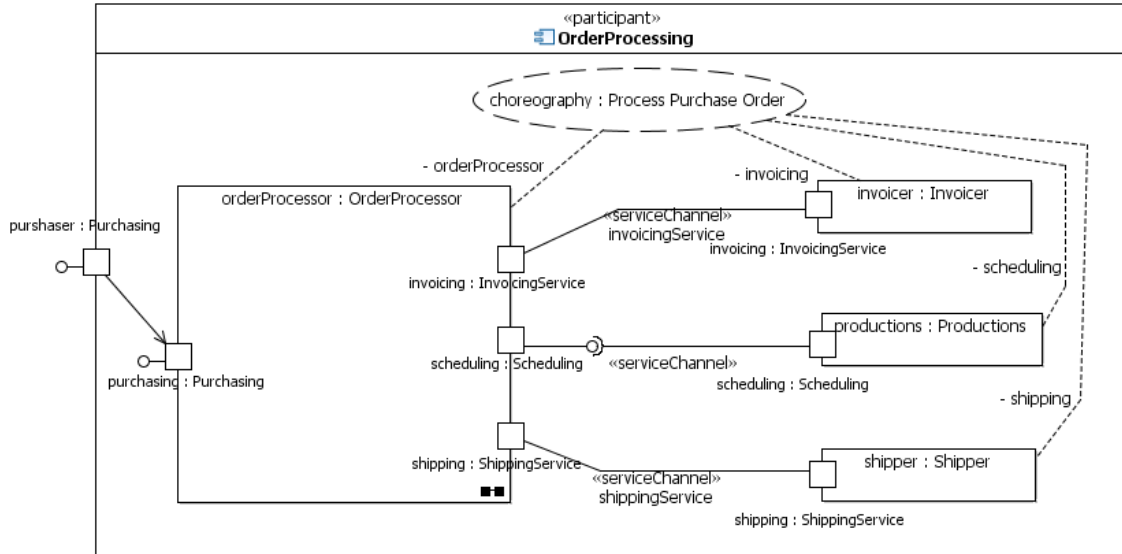 «participant»
OrderProcessing
choreography : Process Purchase Order
- orderProcessor
- invoicing
orderProcessor : OrderProcessor
invoicer : Invoicer
purshaser : Purchasing
«serviceChannel»
invoicingService
invoicing : InvoicingService
invoicing : InvoicingService
- scheduling
productions : Productions
scheduling : Scheduling
«serviceChannel»
purchasing : Purchasing
scheduling : Scheduling
- shipping
shipping : ShippingService
shipper : Shipper
«serviceChannel»
shippingService
shipping : ShippingService